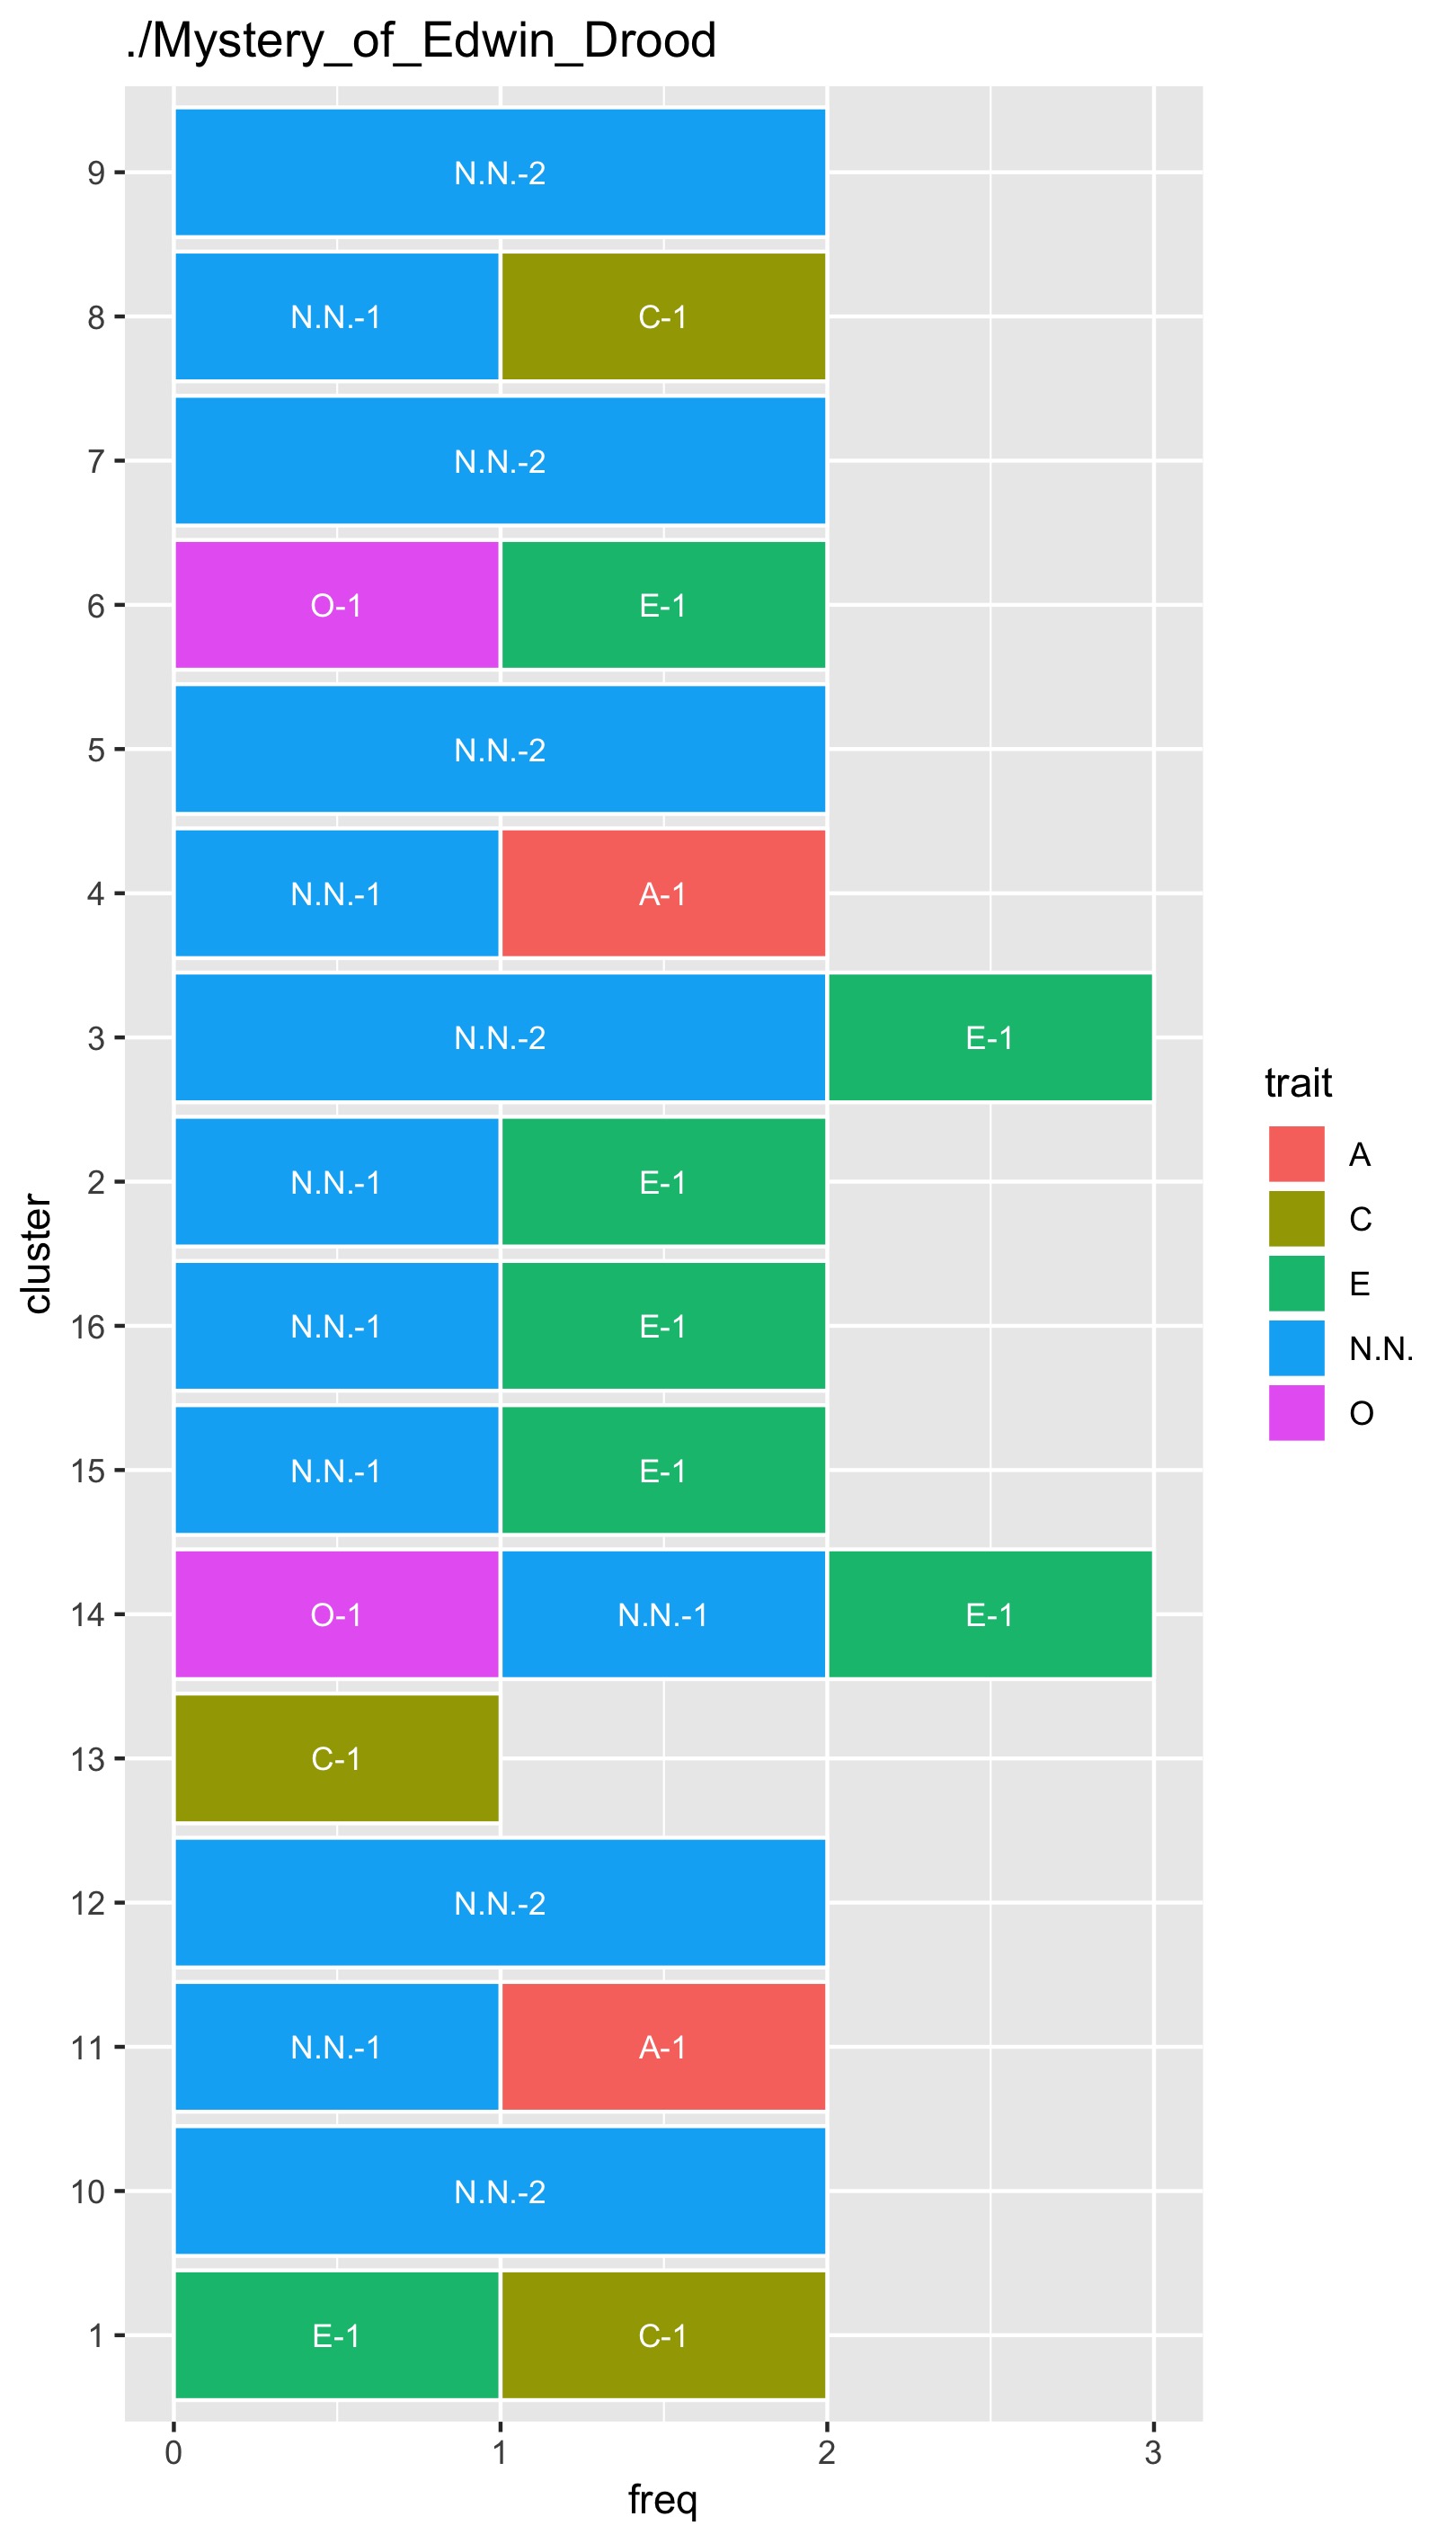 ./Mystery_of_Edwin_Drood
9 N.N.-2
8 N.N.-1 C-1
7 N.N.-2
6 O-1 E-1
5 N.N.-2
4 N.N.-1 A-1
3 N.N.-2 E-1
2 N.N.-1 E-1
16 N.N.-1 E-1
15 N.N.-1 E-1
14 O-1 N.N.-1 E-1
13 C-1
12 N.N.-2
11 N.N.-1 A-1
10 N.N.-2
1 E-1 C-1
0 1 2 3
freq
cluster
trait
A
C
E
N.N.
O